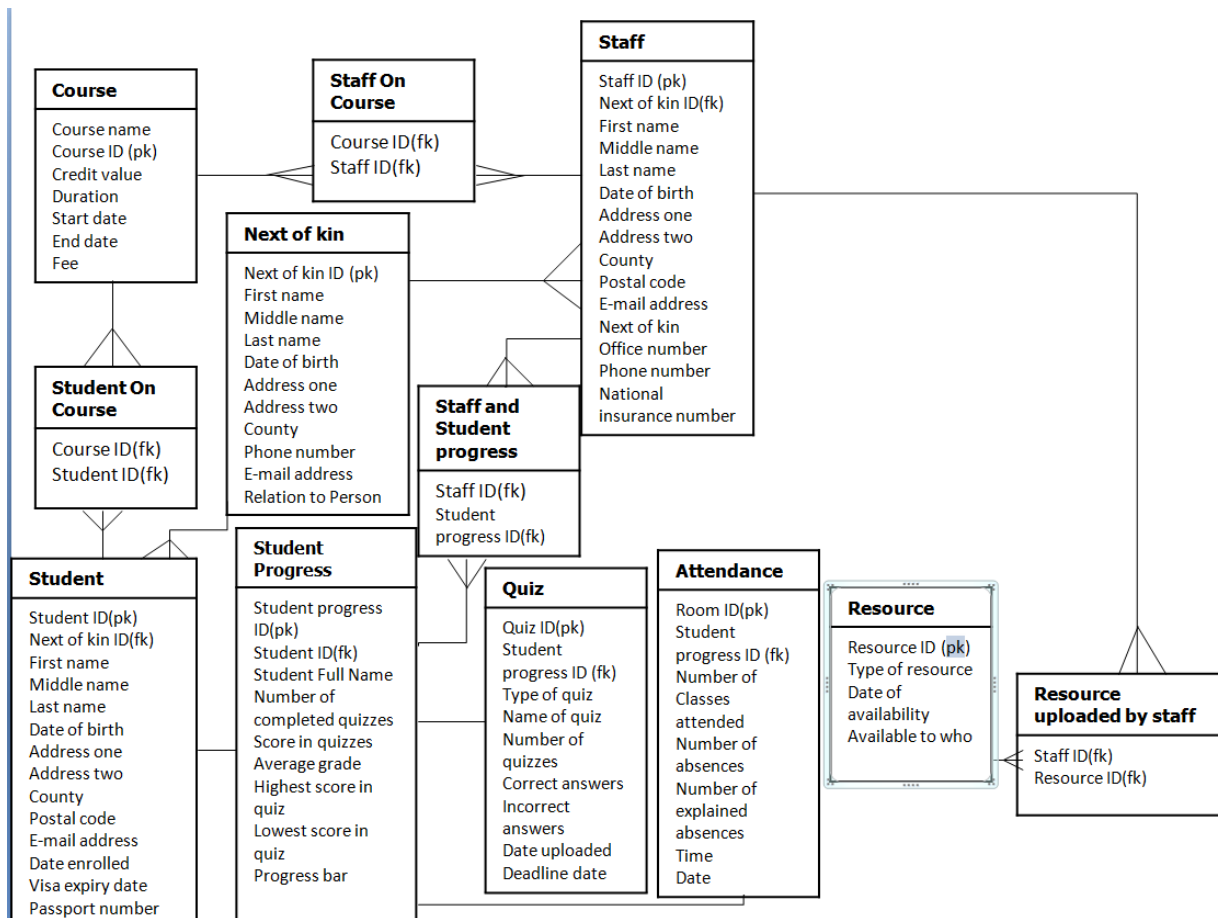 Course
Course name
Course ID (pk)
Credit value
Duration
Start date
End date
Fee
Staff On
Course
Course ID(fk)
Staff ID(fk)
Staff
Staff ID (pk)
Next of kin ID(fk)
First name
Middle name
Last name
Date of birth
Address one
Address two
County
Postal code
E-mail address
Next of kin
Office number
Phone number
National
insurance number
Next of kin
Next of kin ID (pk)
First name
Middle name
Last name
Date of birth
Address one
Address two
County
Phone number
E-mail address
Relation to Person
Student On
Course
Course ID(fk)
Student ID(fk)
Staff and
Student
progress
Staff ID(fk)
Student
progress ID(fk)
Student
Student ID(pk)
Next of kin ID(fk)
First name
Middle name
Last name
Date of birth
Address one
Address two
County
Postal code
E-mail address
Date enrolled
Visa expiry date
Passport number
Student
Progress
Student progress
ID(pk)
Student ID(fk)
Student Full Name
Number of
completed quizzes
Score in quizzes
Average grade
Highest score in
quiz
Lowest score in
quiz
Progress bar
Quiz
Quiz ID(pk)
Student
progress ID (fk)
Type of quiz
Name of quiz
Number of
quizzes
Correct answers
Incorrect
answers
Date uploaded
Deadline date
Attendance
Room ID(pk)
Student
progress ID (fk)
Number of
Classes
attended
Number of
absences
Number of
explained
absences
Time
Date
Resource
Resource ID (pk)
Type of resource
Date of
availability
Available to who
Resource
uploaded by staff
Staff ID(fk)
Resource ID(fk)